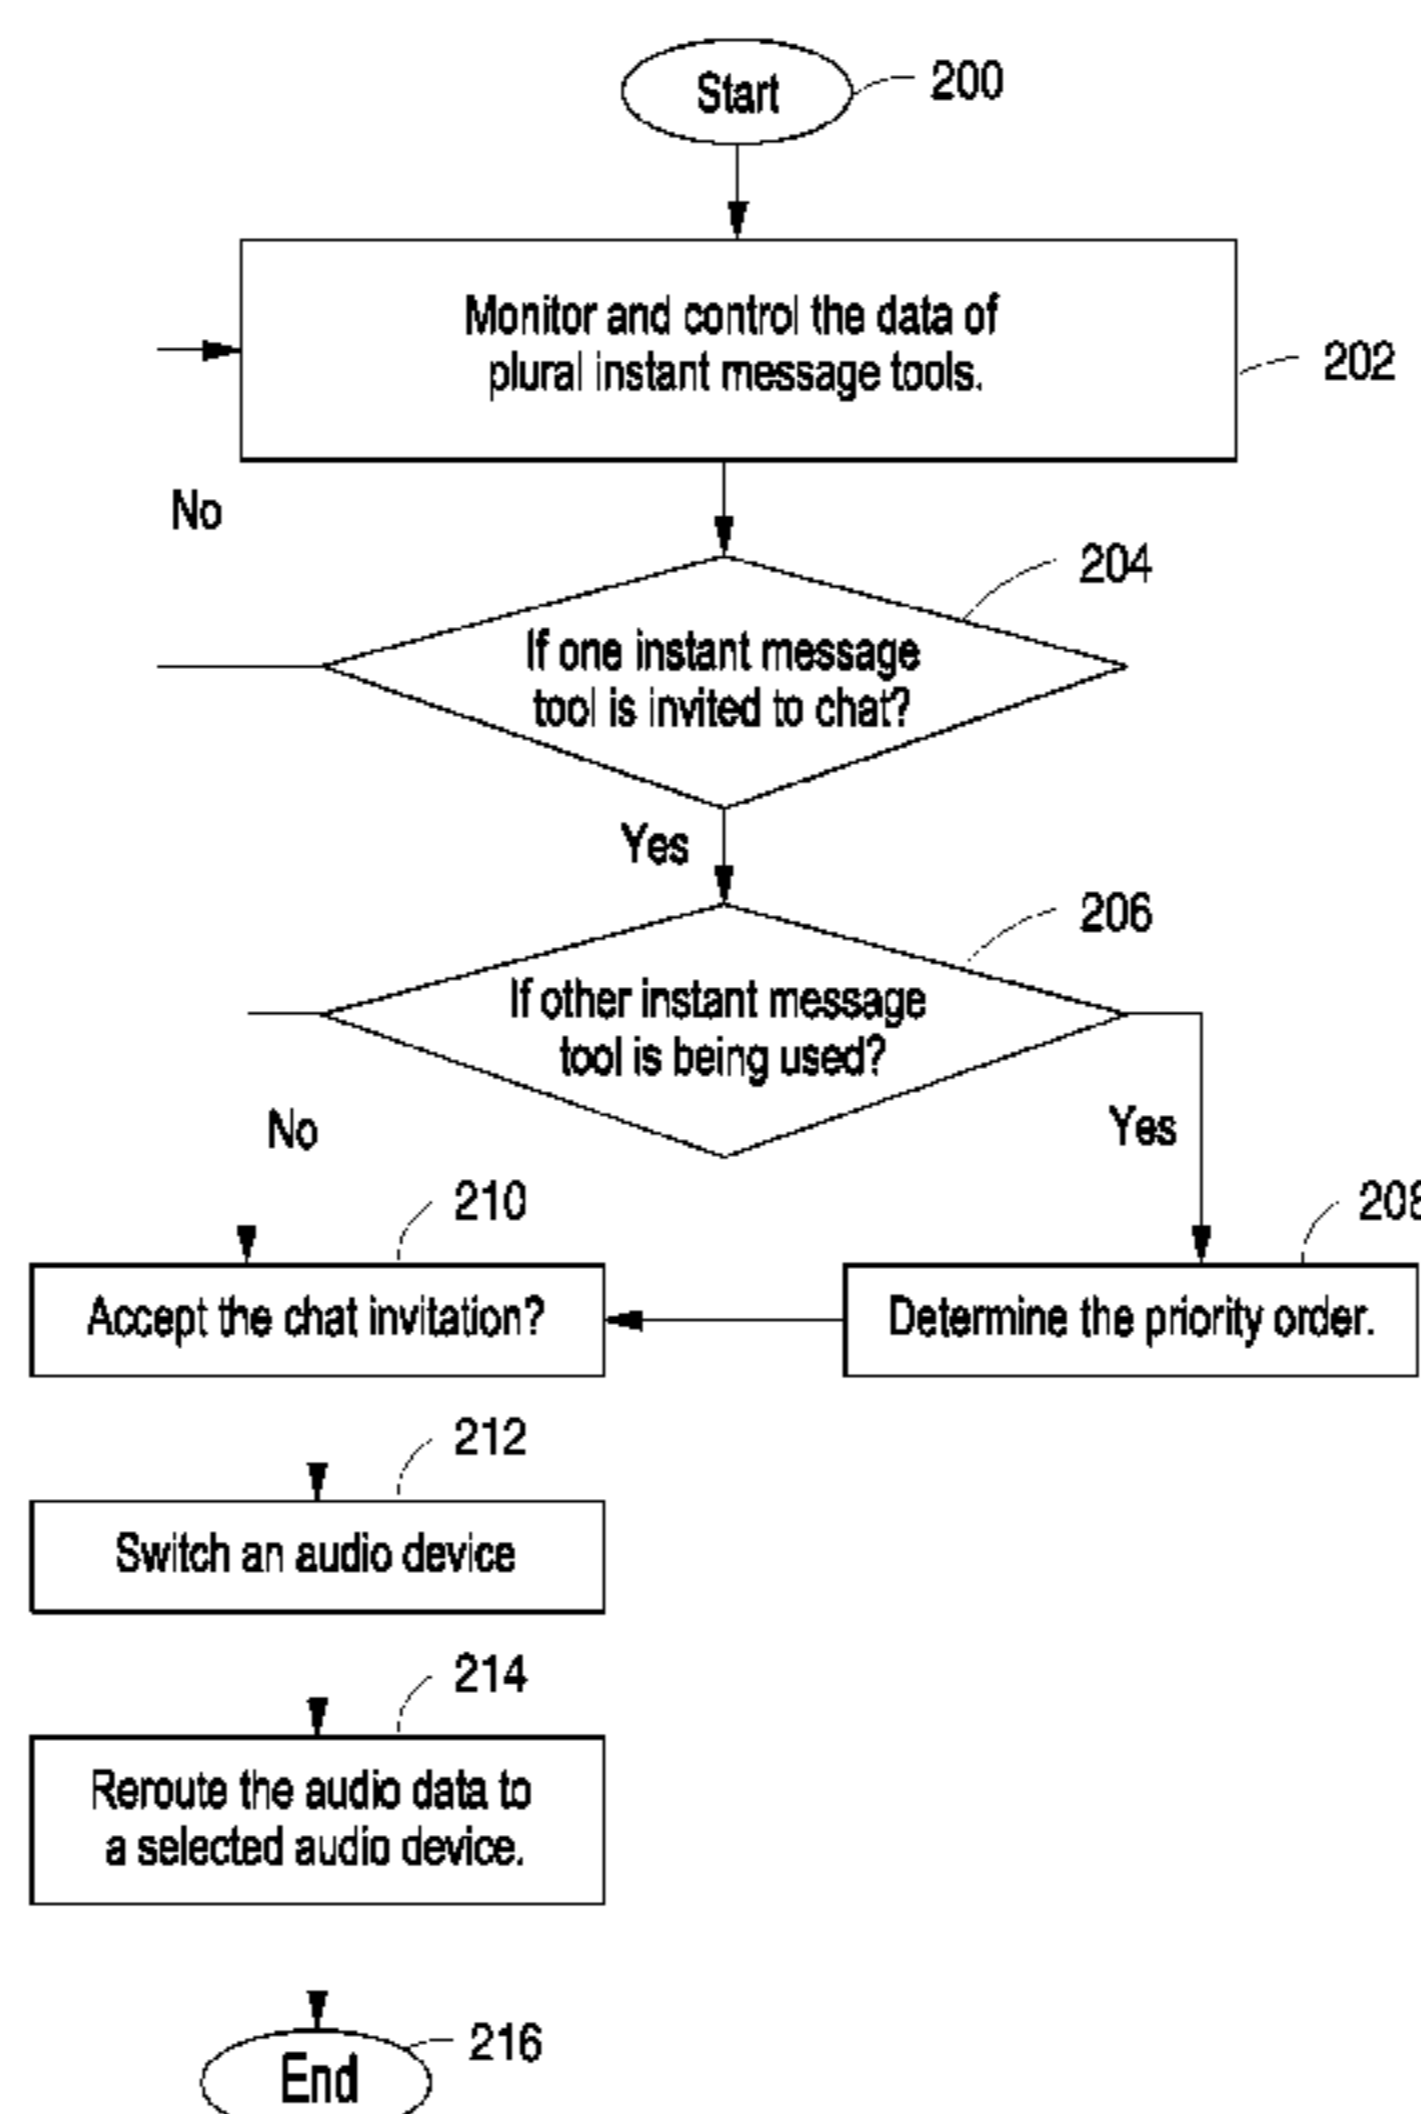 Start
200
Monitor and control the data of
plural instant message tools.
202
No
204
If one instant message
tool is invited to chat?
Yes
206
If other instant message
tool is being used?
No
Yes
210
208
Accept the chat invitation?
Determine the priority order.
212
Switch an audio device
214
Reroute the audio data to
a selected audio device.
216
End